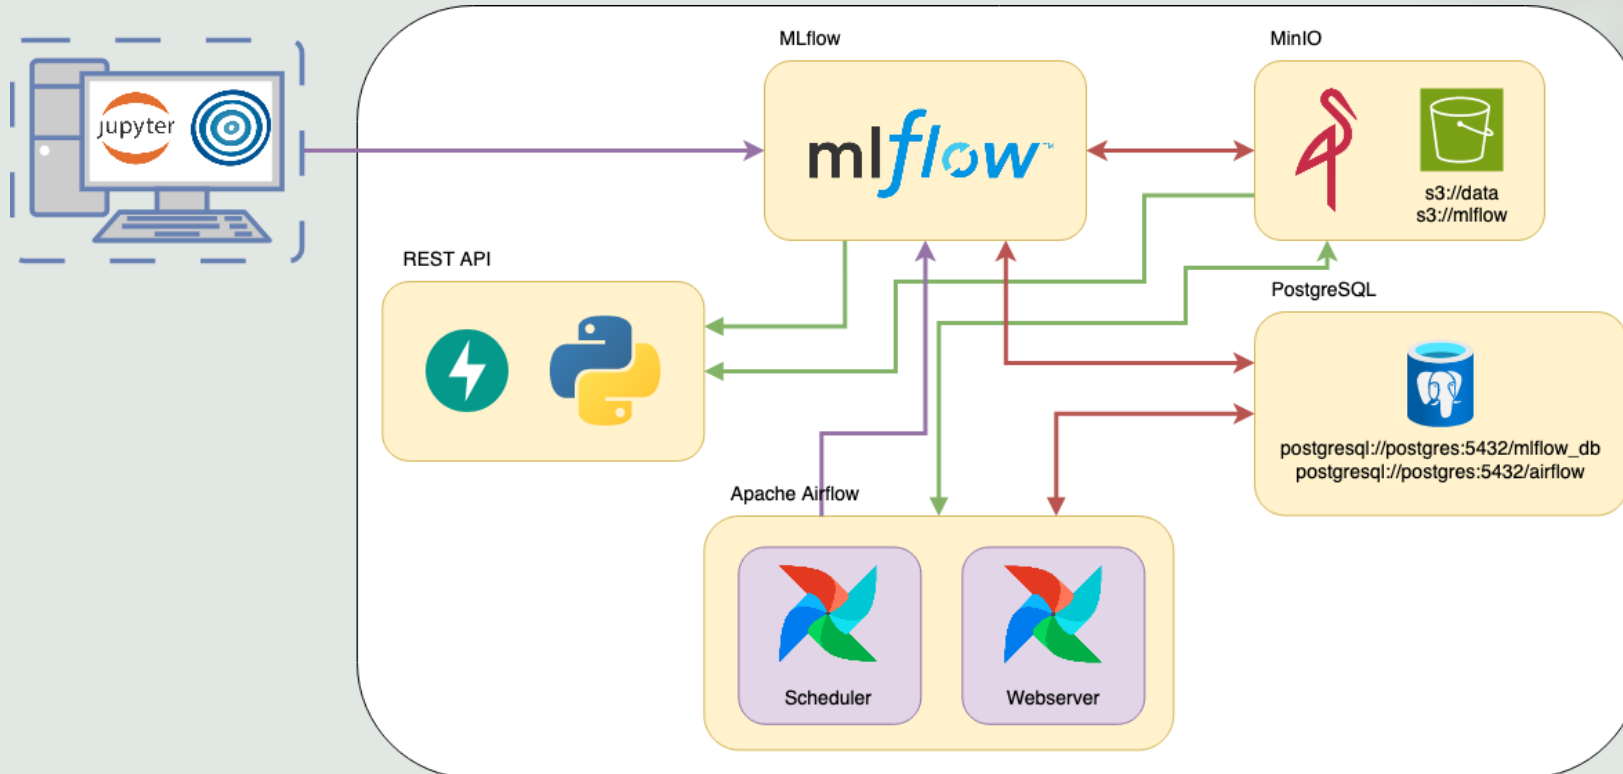 MLflow
MinIO
jupyter
mlflow™
s3://data
s3://mlflow
REST API
PostgreSQL
postgresql://postgres:5432/mlflow_db
postgresql://postgres:5432/airflow
Apache Airflow
Scheduler
Webserver